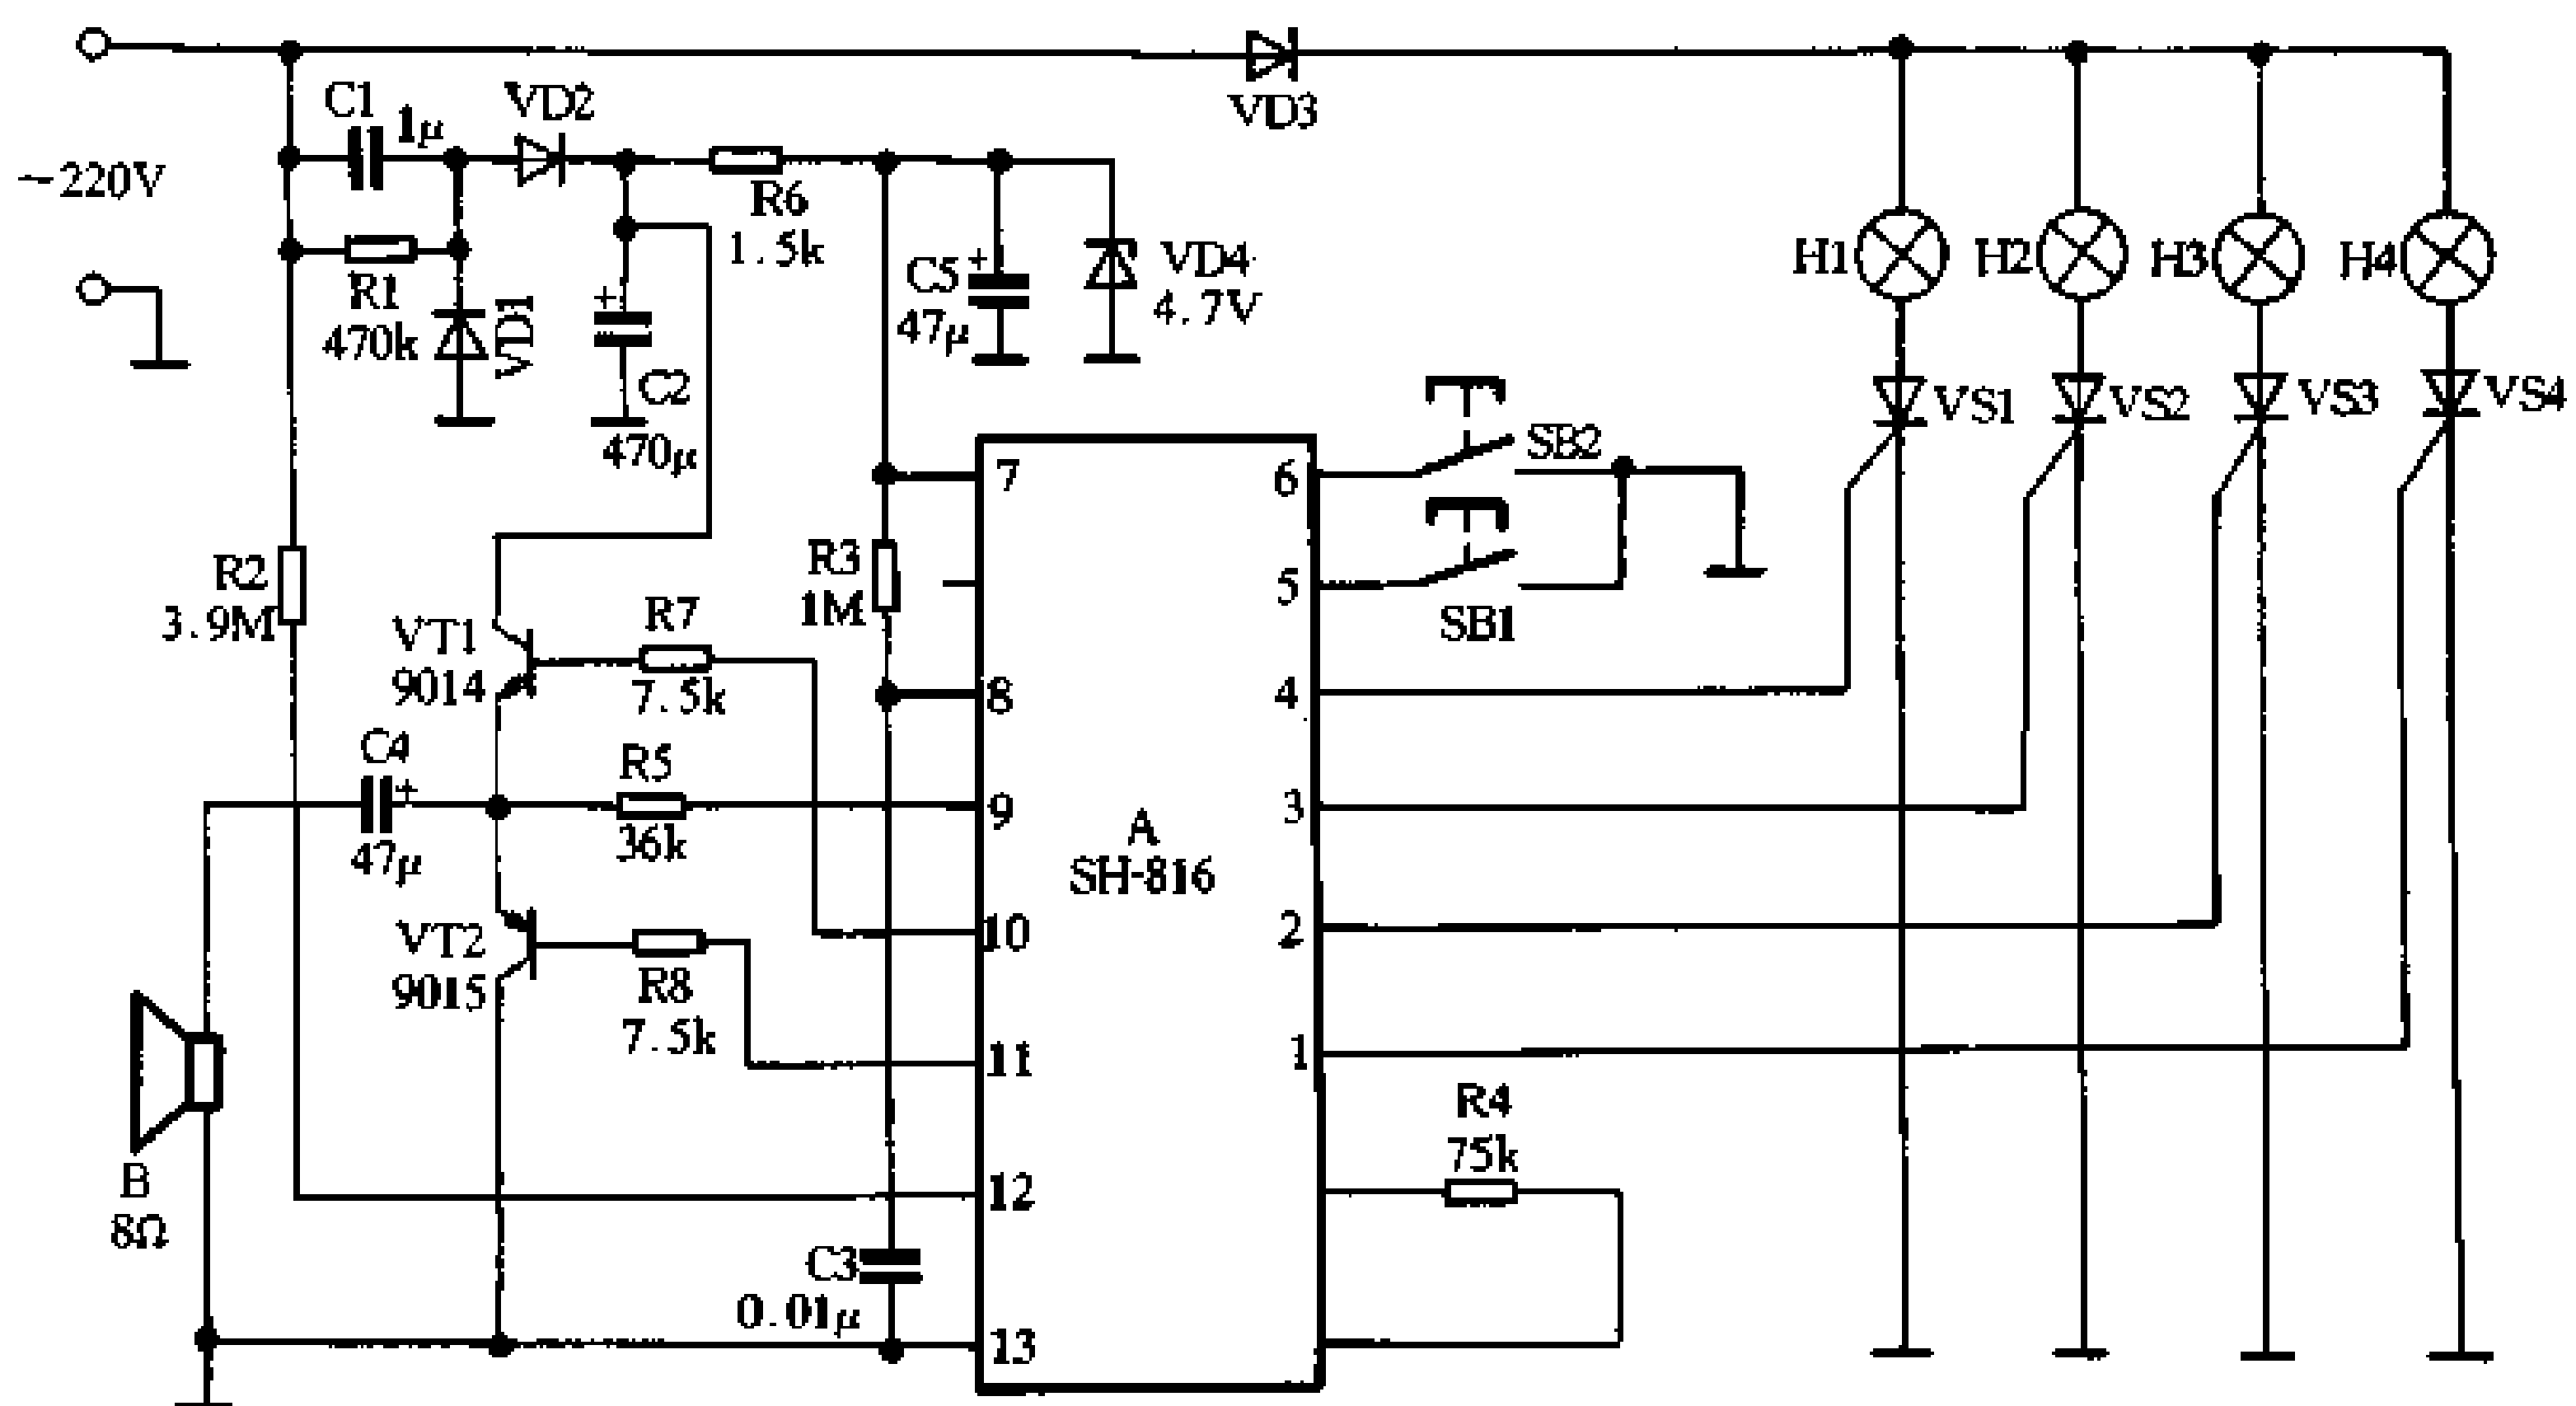 C1
1μ
VD2
VD3
~220V
R6
1.5k
R1
470k
VD1
C2
470μ
C5
+
47μ
VD4
4.7V
+
H1
H2
H3
H4
VS1
VS2
VS3
VS4
SB2
SB1
R2
3.9M
VT1
9014
R7
7.5k
R3
1M
C4
+
47μ
R5
36k
VT2
9015
R8
7.5k
B
8Ω
C3
0.01μ
7
8
9
10
11
12
13
A
SH-816
6
5
4
3
2
1
R4
75k